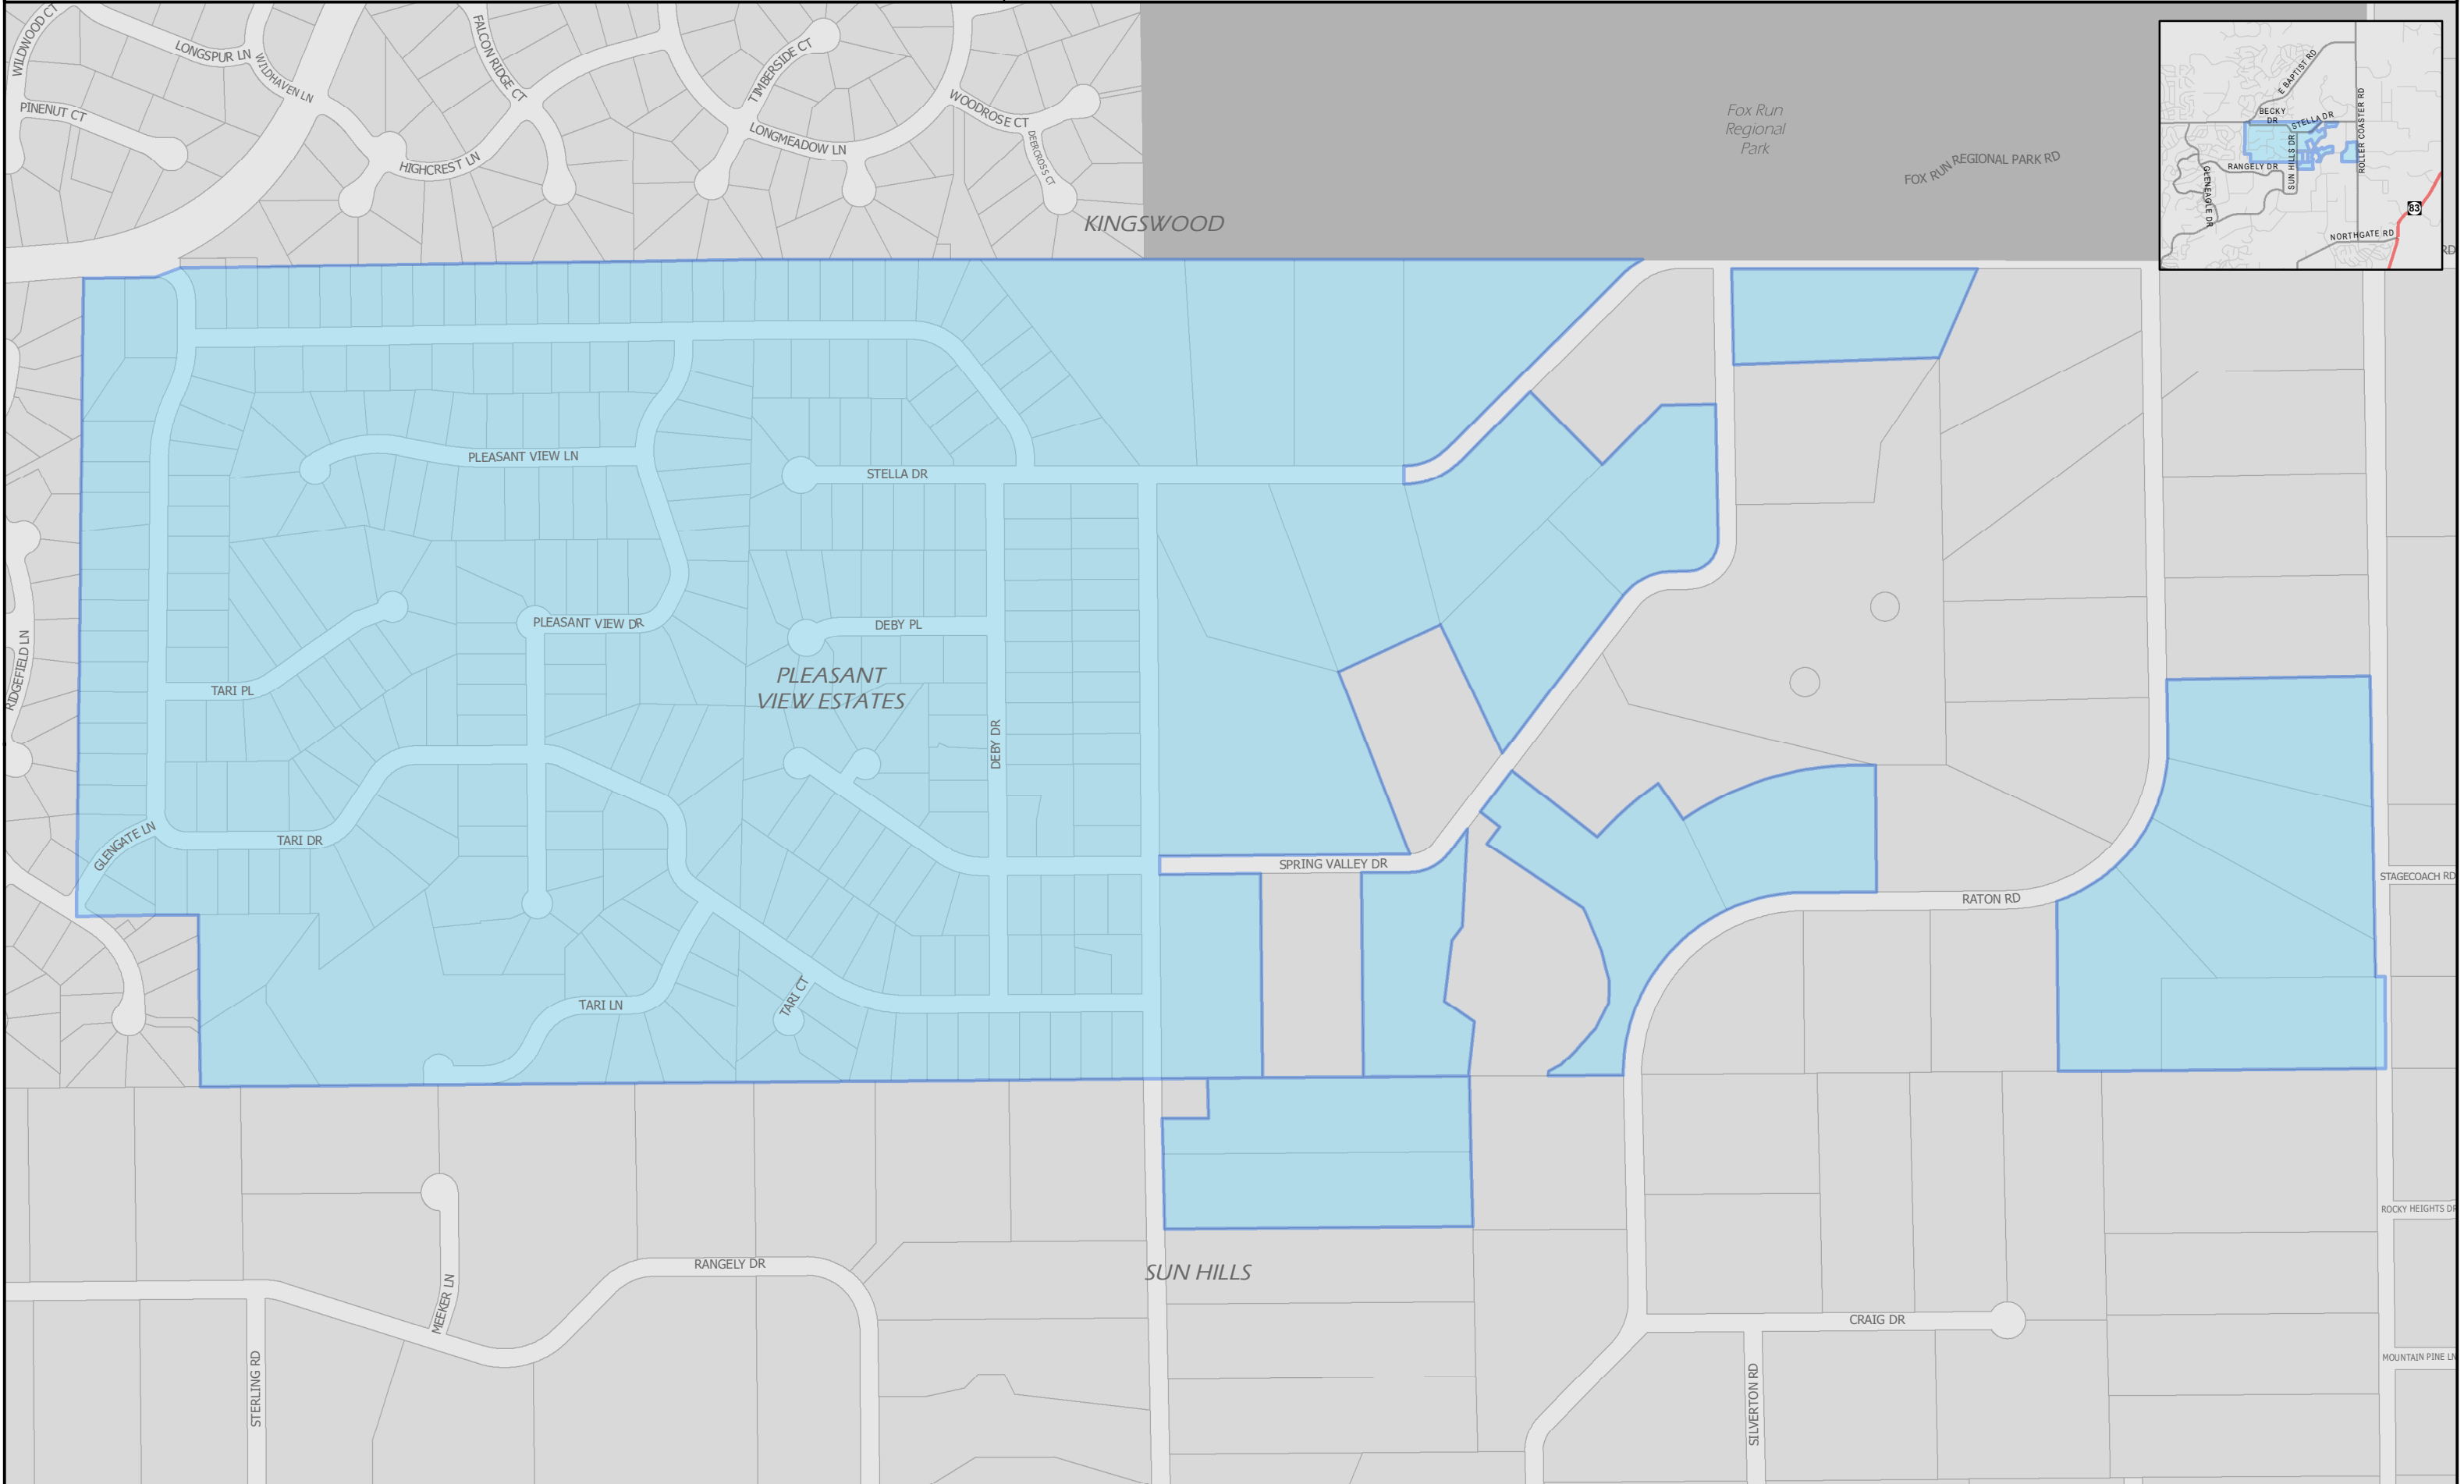 WILDWOOD CT
LONGSPUR LN
WILDHAVEN LN
FALCON RIDGE CT
TIMBERSIDE CT
PINENUT CT
HIGHCREST LN
LONGMEADOW LN
WOODROSE CT
DEERCROSS CT
KINGSWOOD
Fox Run
Regional
Park
FOX RUN REGIONAL PARK RD
E BAPTIST RD
BECKY
DR
STELLA DR
ROLLER COASTER RD
RANGELY DR
SUN HILLS DR
GLENEAGLE DR
83
NORTHGATE RD
RD
PLEASANT VIEW LN
STELLA DR
PLEASANT VIEW DR
DEBY PL
RIDGEFIELD LN
TARI PL
PLEASANT
VIEW ESTATES
DEBY DR
GLENGATE LN
TARI DR
SPRING VALLEY DR
STAGECOACH RD
RATON RD
TARI LN
TARI CT
ROCKY HEIGHTS DR
RANGELY DR
SUN HILLS
MEEKER LN
CRAIG DR
MOUNTAIN PINE LN
STERLING RD
SILVERTON RD